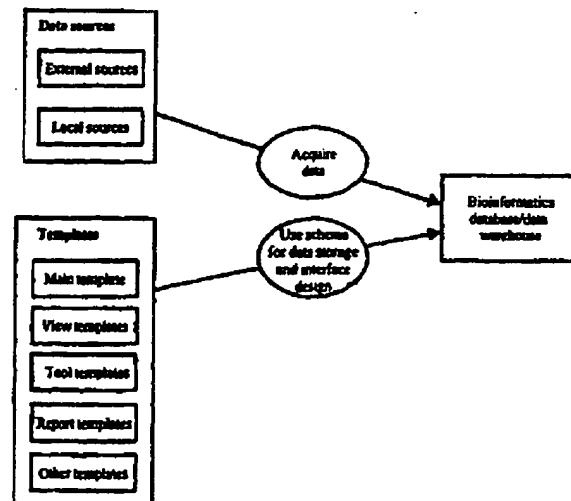 Data sources
External sources
Local sources
Acquire
data
Bioinformatics
database/data
warehouse
Templates
Main template
View templates
Tool templates
Report templates
Other templates
Use schema
for data storage
and interface
design